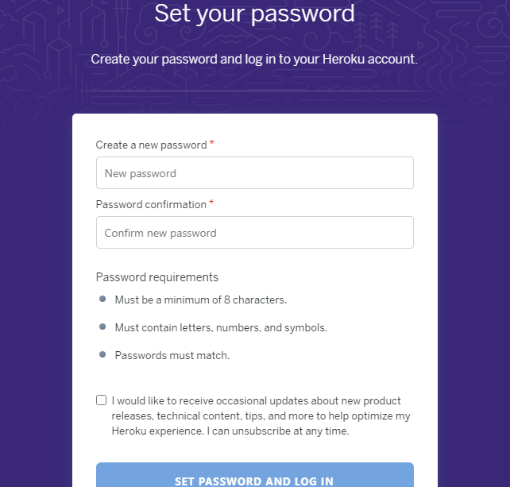 Set your password
Create your password and log in to your Heroku account.
Create a new password *
New password
Password confirmation *
Confirm new password
Password requirements
Must be a minimum of 8 characters.
Must contain letters, numbers, and symbols.
Passwords must match.
I would like to receive occasional updates about new product
releases, technical content, tips, and more to help optimize my
Heroku experience. I can unsubscribe at any time.
SET PASSWORD AND LOG IN